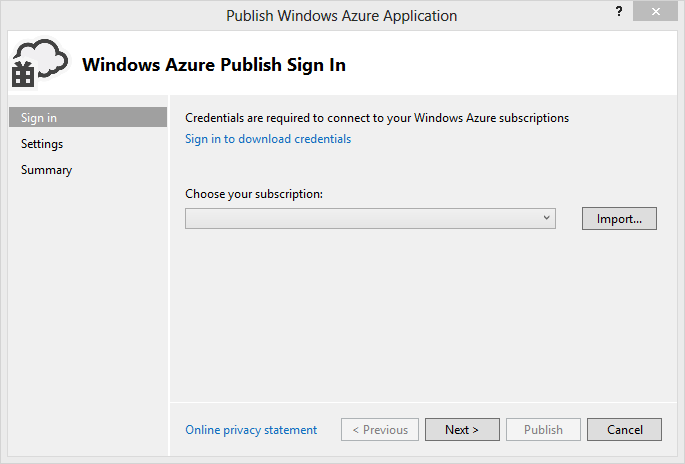 Publish Windows Azure Application
?
Windows Azure Publish Sign In
Sign in
Settings
Summary
Credentials are required to connect to your Windows Azure subscriptions
Sign in to download credentials
Choose your subscription:
Import...
Online privacy statement
< Previous
Next >
Publish
Cancel